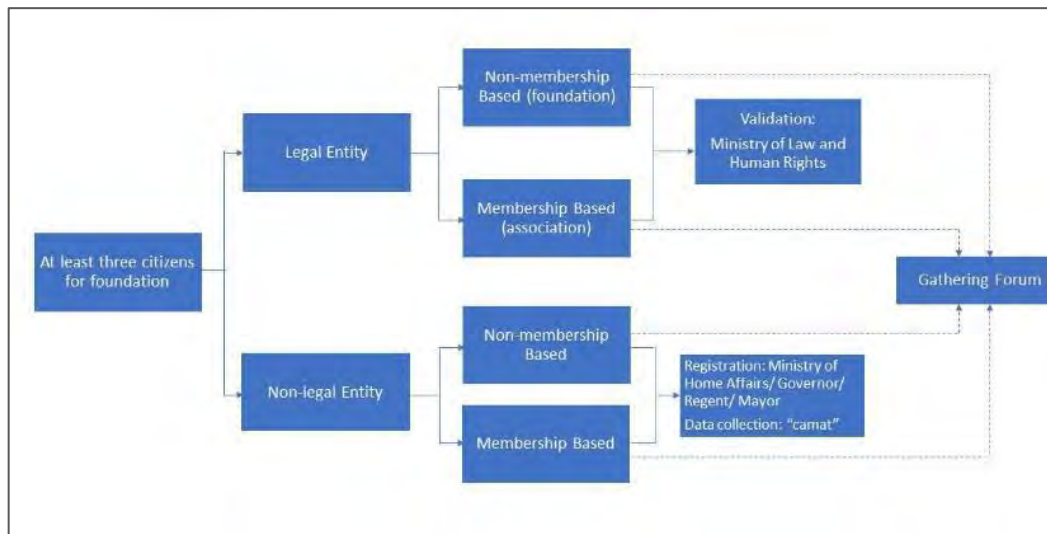 Non-membership
Based (foundation)
Validation:
Ministry of Law and
Human Rights
Legal Entity
Membership Based
(association)
At least three citizens
for foundation
Gathering Forum
Non-membership
Based
Registration: Ministry of
Home Affairs/ Governor/
Regent/ Mayor
Data collection: “camat”
Non-legal Entity
Membership Based